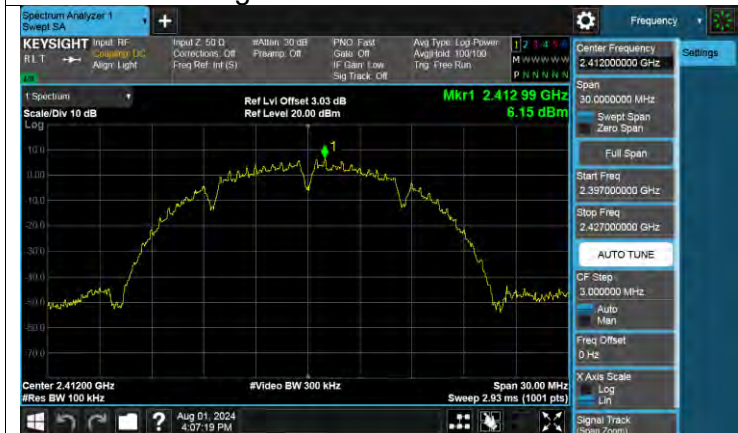 Spectrum Analyzer 1
Swept SA
+
Frequency
KEYSIGHT
RLT
Input: RF
Coupling: DC
Align: Light
Input Z: 50 Ω
Corrections: Off
Freq Ref: Int (S)
#Atten: 30 dB
Preamp: Off
PNO: Fast
Gate: Off
IF Gain: Low
Sig Track: Off
Avg Type: Log-Power
Avg|Hold: 100/100
Trig: Free Run
1 2 3 4 5 6
M W W W W W
P N N N N N
1 Spectrum
Scale/Div 10 dB
Log
Ref Lvl Offset 3.03 dB
Ref Level 20.00 dBm
Mkr1 2.412 99 GHz
6.15 dBm
1
10.0
0.00
-10.0
-20.0
-30.0
-50.0
-70.0
Center 2.41200 GHz
#Res BW 100 kHz
#Video BW 300 kHz
Span 30.00 MHz
Sweep 2.93 ms (1001 pts)
Center Frequency
2.412000000 GHz
Settings
Span
30.0000000 MHz
Swept Span
Zero Span
Full Span
Start Freq
2.397000000 GHz
Stop Freq
2.427000000 GHz
AUTO TUNE
CF Step
3.000000 MHz
Auto
Man
Freq Offset
0 Hz
X Axis Scale
Log
Lin
Signal Track
(Span Zoom)
?
Aug 01, 2024
4:07:19 PM